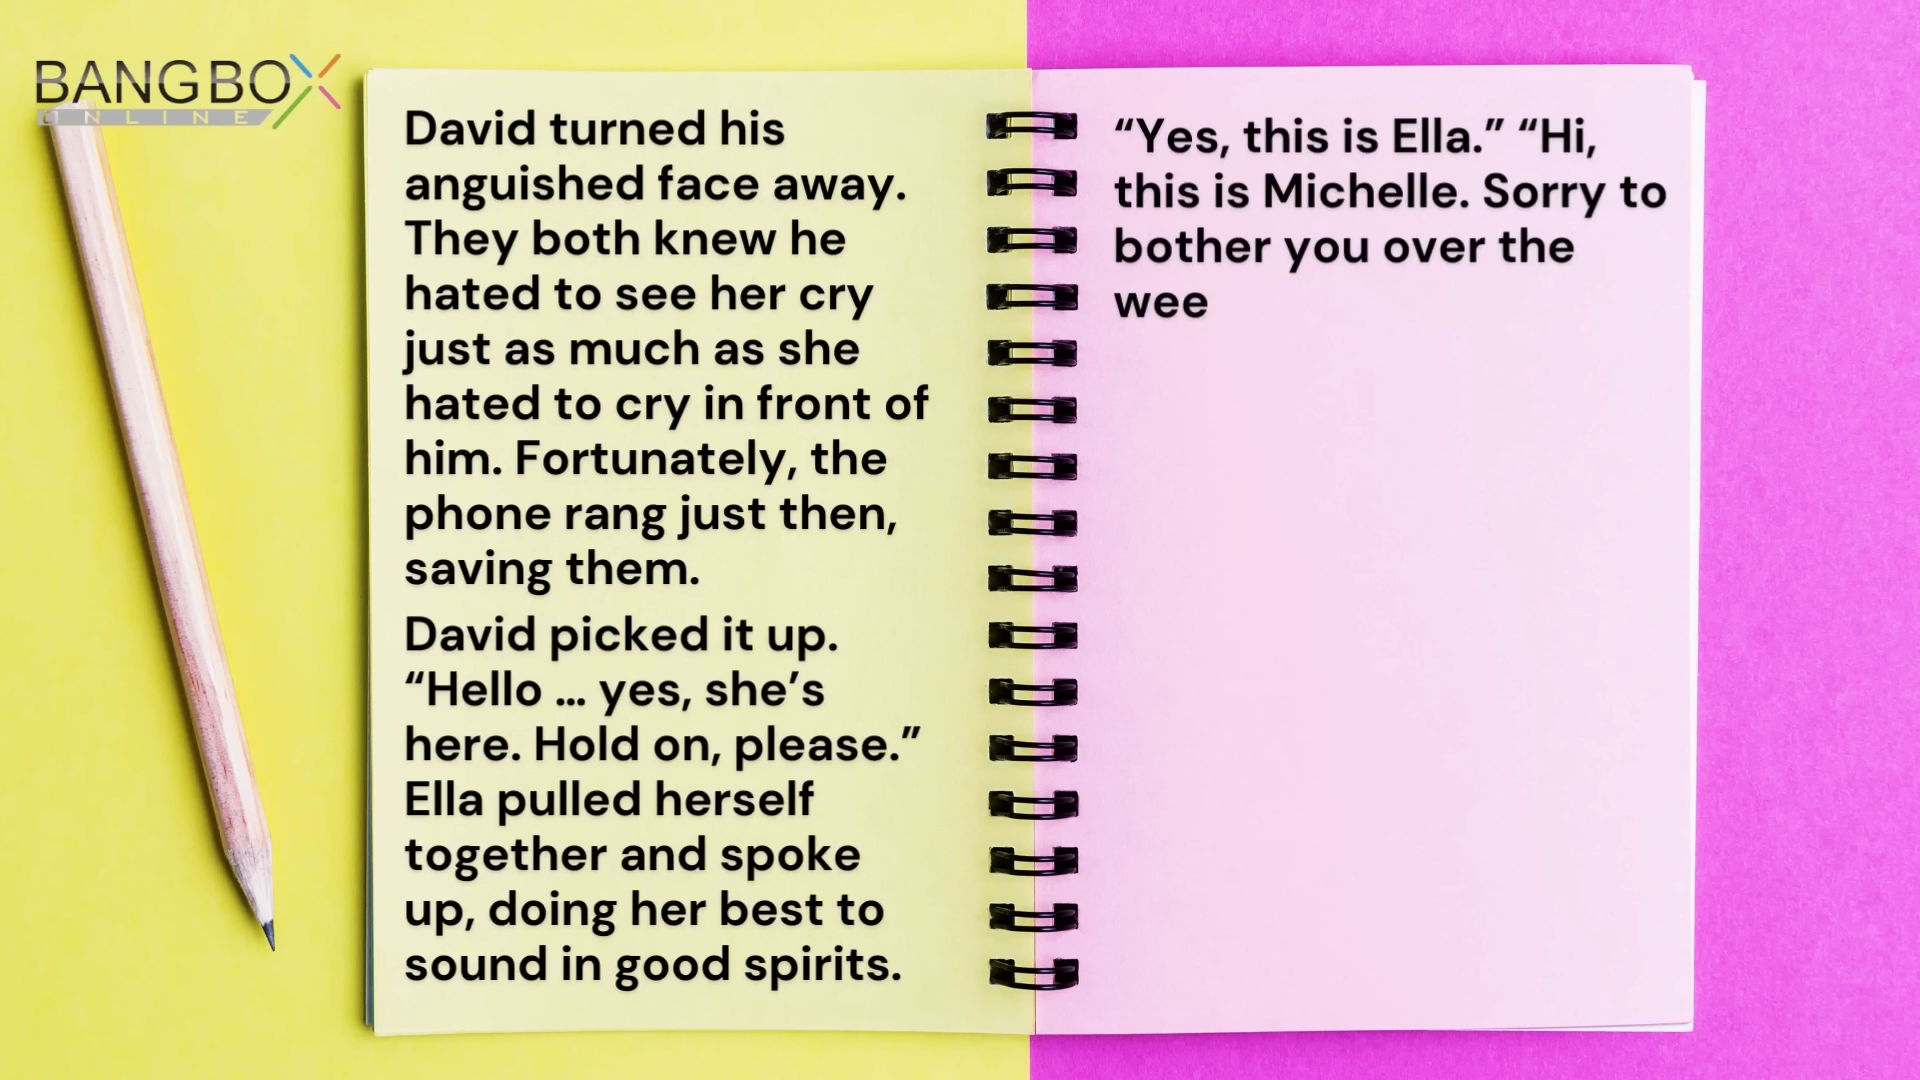 BANGBOX
ONLINE
David turned his
anguished face away.
They both knew he
hated to see her cry
just as much as she
hated to cry in front of
him. Fortunately, the
phone rang just then,
saving them.
David picked it up.
“Hello … yes, she’s
here. Hold on, please.”
Ella pulled herself
together and spoke
up, doing her best to
sound in good spirits.
“Yes, this is Ella.” “Hi,
this is Michelle. Sorry to
bother you over the
wee